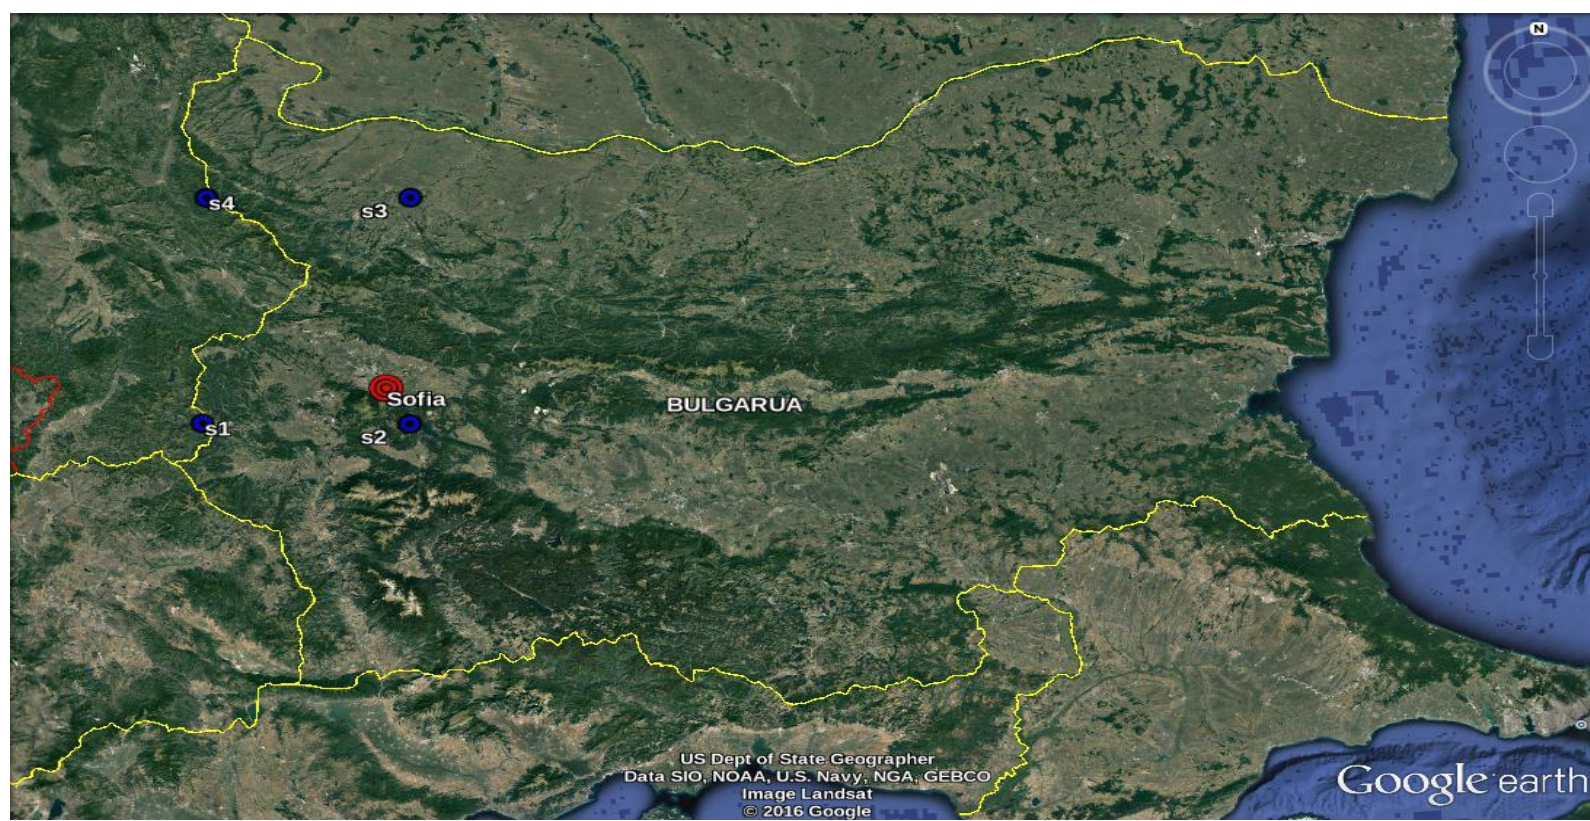 N
s4
s3
Sofia
BULGARUA
s1
s2
US Dept of State Geographer
Data SIO, NOAA, U.S. Navy, NGA, GEBCO
Image Landsat
© 2016 Google
Google earth